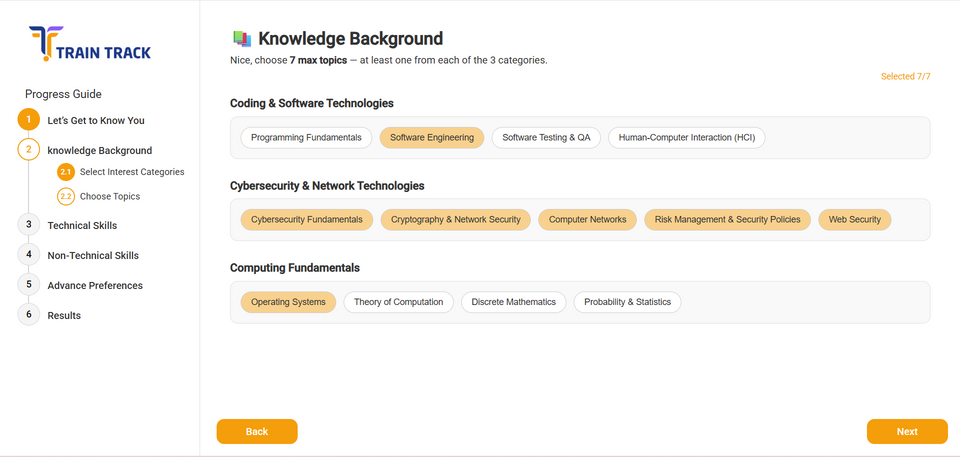 TRAIN TRACK
Progress Guide
1 Let's Get to Know You
2 knowledge Background
2.1 Select Interest Categories
2.2 Choose Topics
3 Technical Skills
4 Non-Technical Skills
5 Advance Preferences
6 Results
Knowledge Background
Nice, choose 7 max topics — at least one from each of the 3 categories.
Selected 7/7
Coding & Software Technologies
Programming Fundamentals Software Engineering Software Testing & QA Human-Computer Interaction (HCI)
Cybersecurity & Network Technologies
Cybersecurity Fundamentals Cryptography & Network Security Computer Networks Risk Management & Security Policies Web Security
Computing Fundamentals
Operating Systems Theory of Computation Discrete Mathematics Probability & Statistics
Back Next